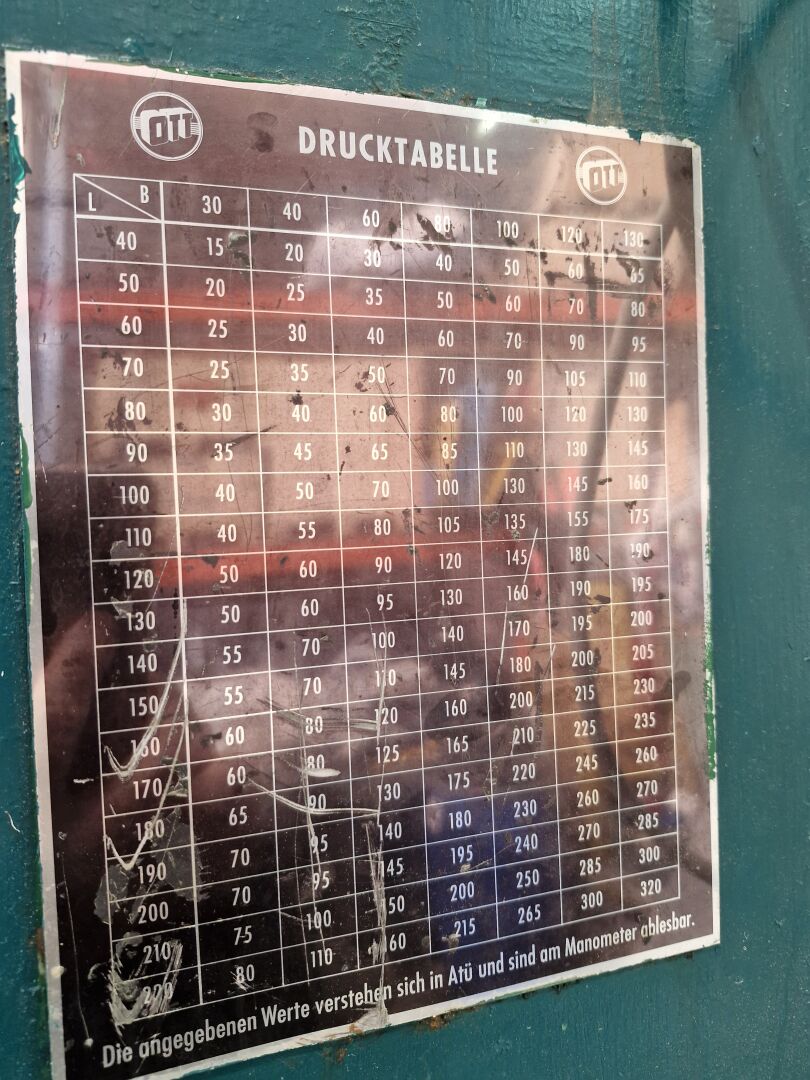 OTT DRUCKTABELLE OTT
L B 30 40 60 80 100 120 130
40 15 20 30 40 50 60 65
50 20 25 35 50 60 70 80
60 25 30 40 60 70 90 95
70 25 35 50 70 90 105 110
80 30 40 60 80 100 120 130
90 35 45 65 85 110 130 145
100 40 50 70 100 130 145 160
110 40 55 80 105 135 155 175
120 50 60 90 120 145 180 190
130 50 60 95 130 160 190 195
140 55 70 100 140 170 195 200
150 55 70 110 145 180 200 205
160 60 80 120 160 200 215 230
170 60 80 125 165 210 225 235
180 65 90 130 175 220 245 260
190 70 95 140 180 230 260 270
200 70 95 145 195 240 270 285
210 75 100 150 200 250 285 300
220 80 110 160 215 265 300 320
Die angegebenen Werte verstehen sich in Atü und sind am Manometer ablesbar.